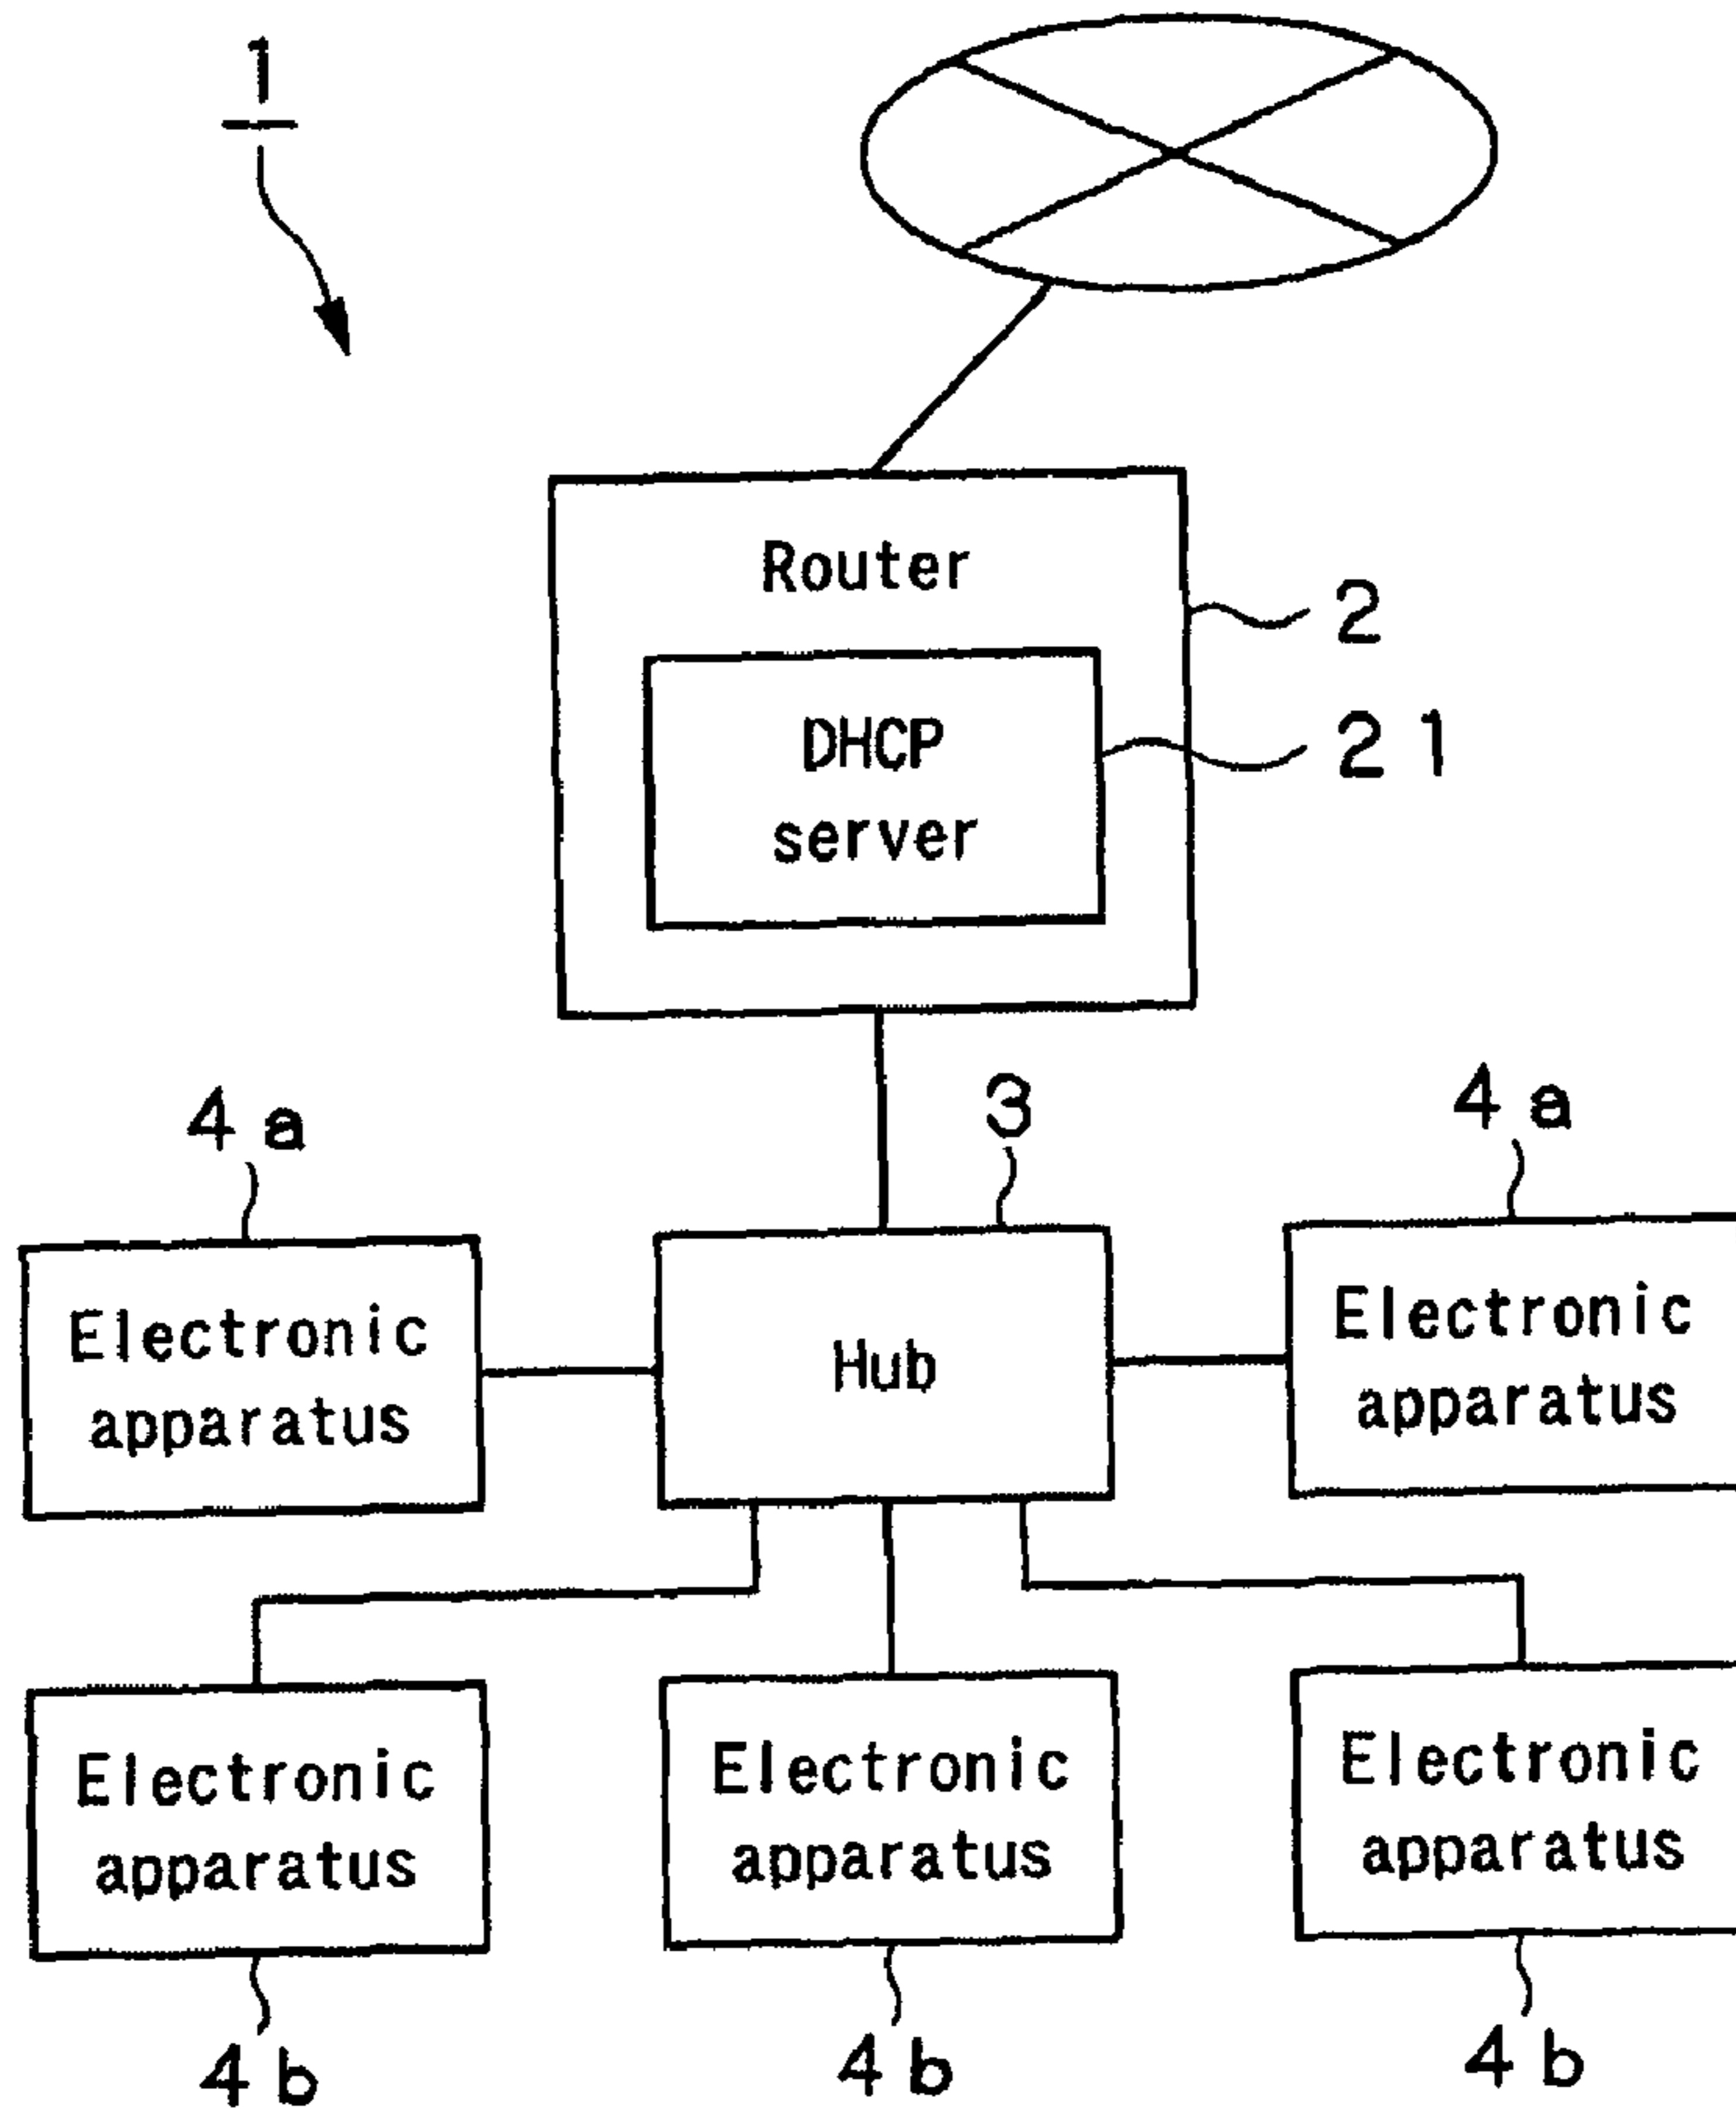 1
Router
2
DHCP
server
21
4a
3
4a
Electronic
apparatus
Hub
Electronic
apparatus
Electronic
apparatus
Electronic
apparatus
Electronic
apparatus
4b
4b
4b